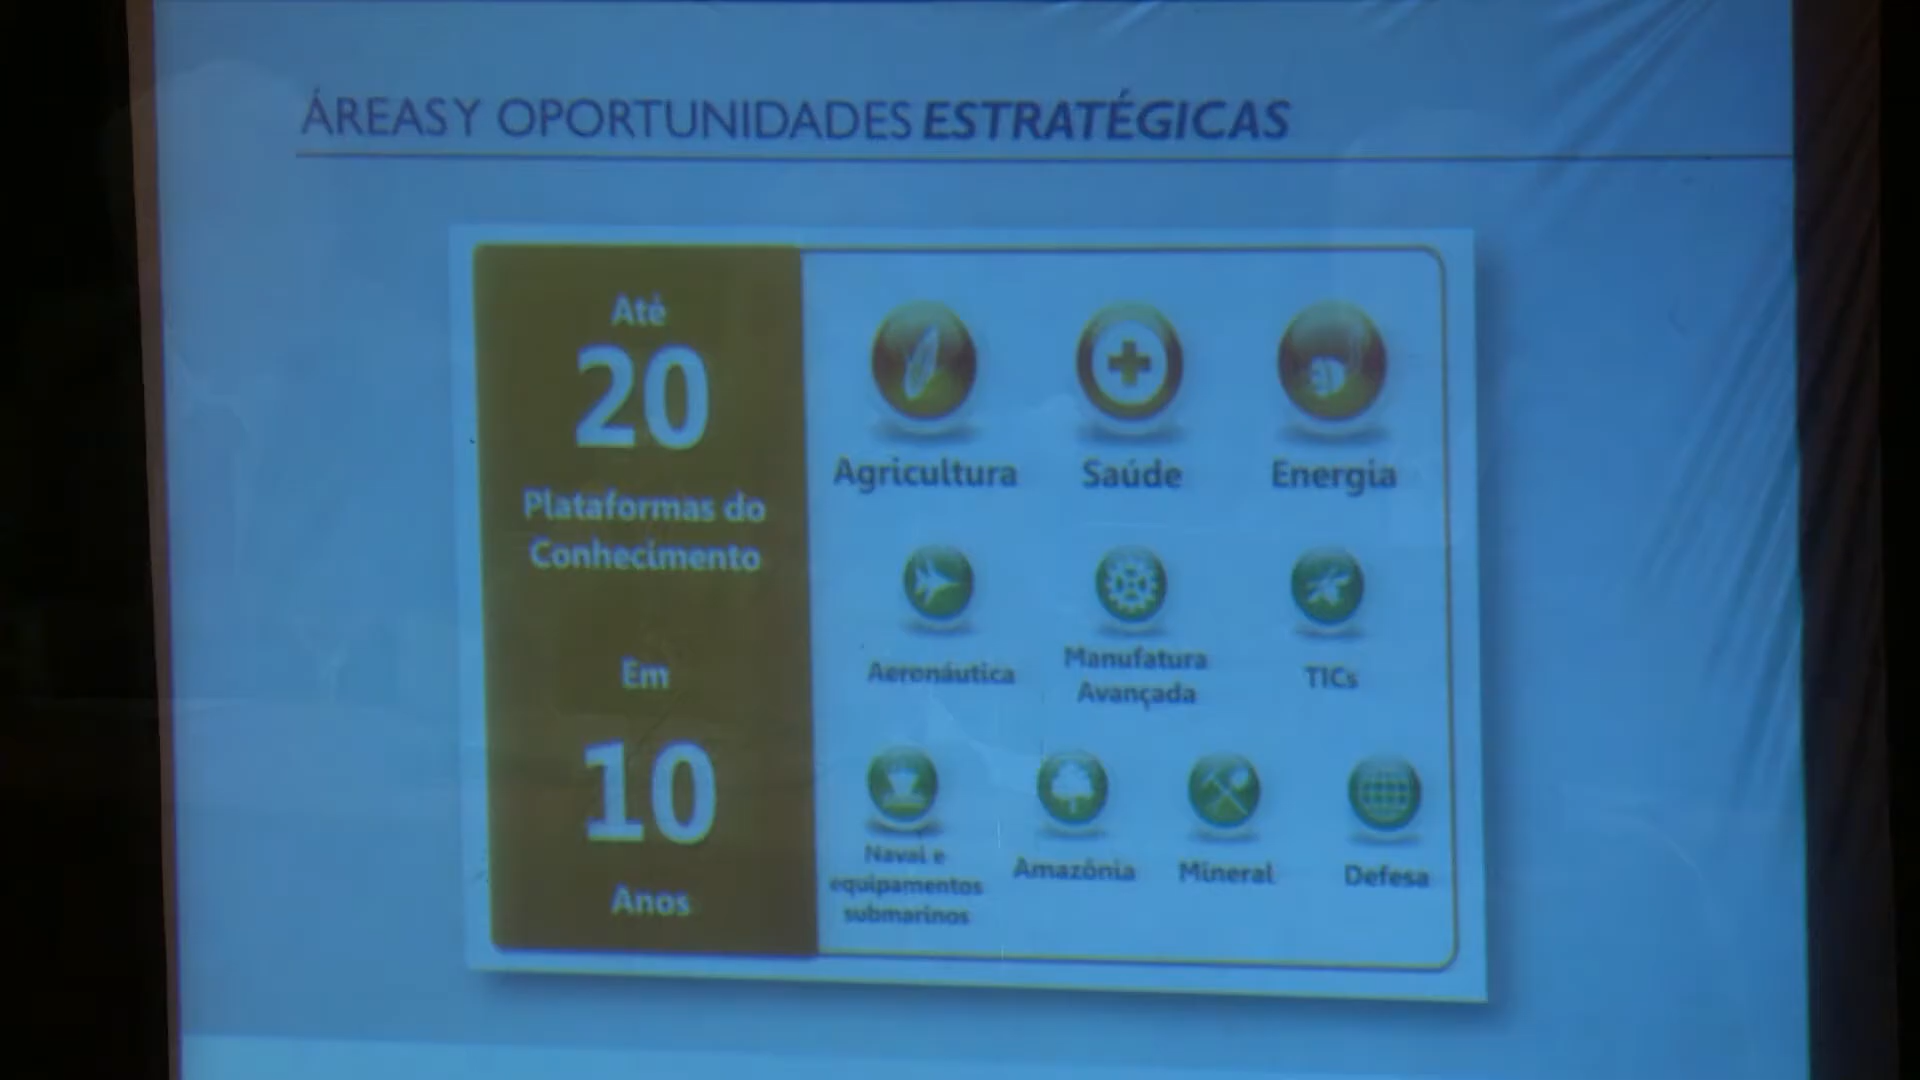 ÁREAS Y OPORTUNIDADES ESTRATÉGICAS
Até
20
Plataformas do
Conhecimento
Em
10
Anos
Agricultura
Saúde
Energia
Aeronáutica
Manufatura
Avançada
TICs
Naval e
equipamentos
submarinos
Amazônia
Mineral
Defesa